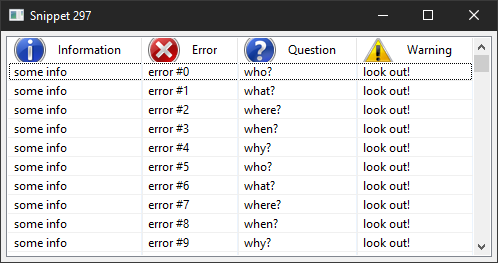 Snippet 297
Information Error Question Warning
some info error #0 who? look out!
some info error #1 what? look out!
some info error #2 where? look out!
some info error #3 when? look out!
some info error #4 why? look out!
some info error #5 who? look out!
some info error #6 what? look out!
some info error #7 where? look out!
some info error #8 when? look out!
some info error #9 why? look out!